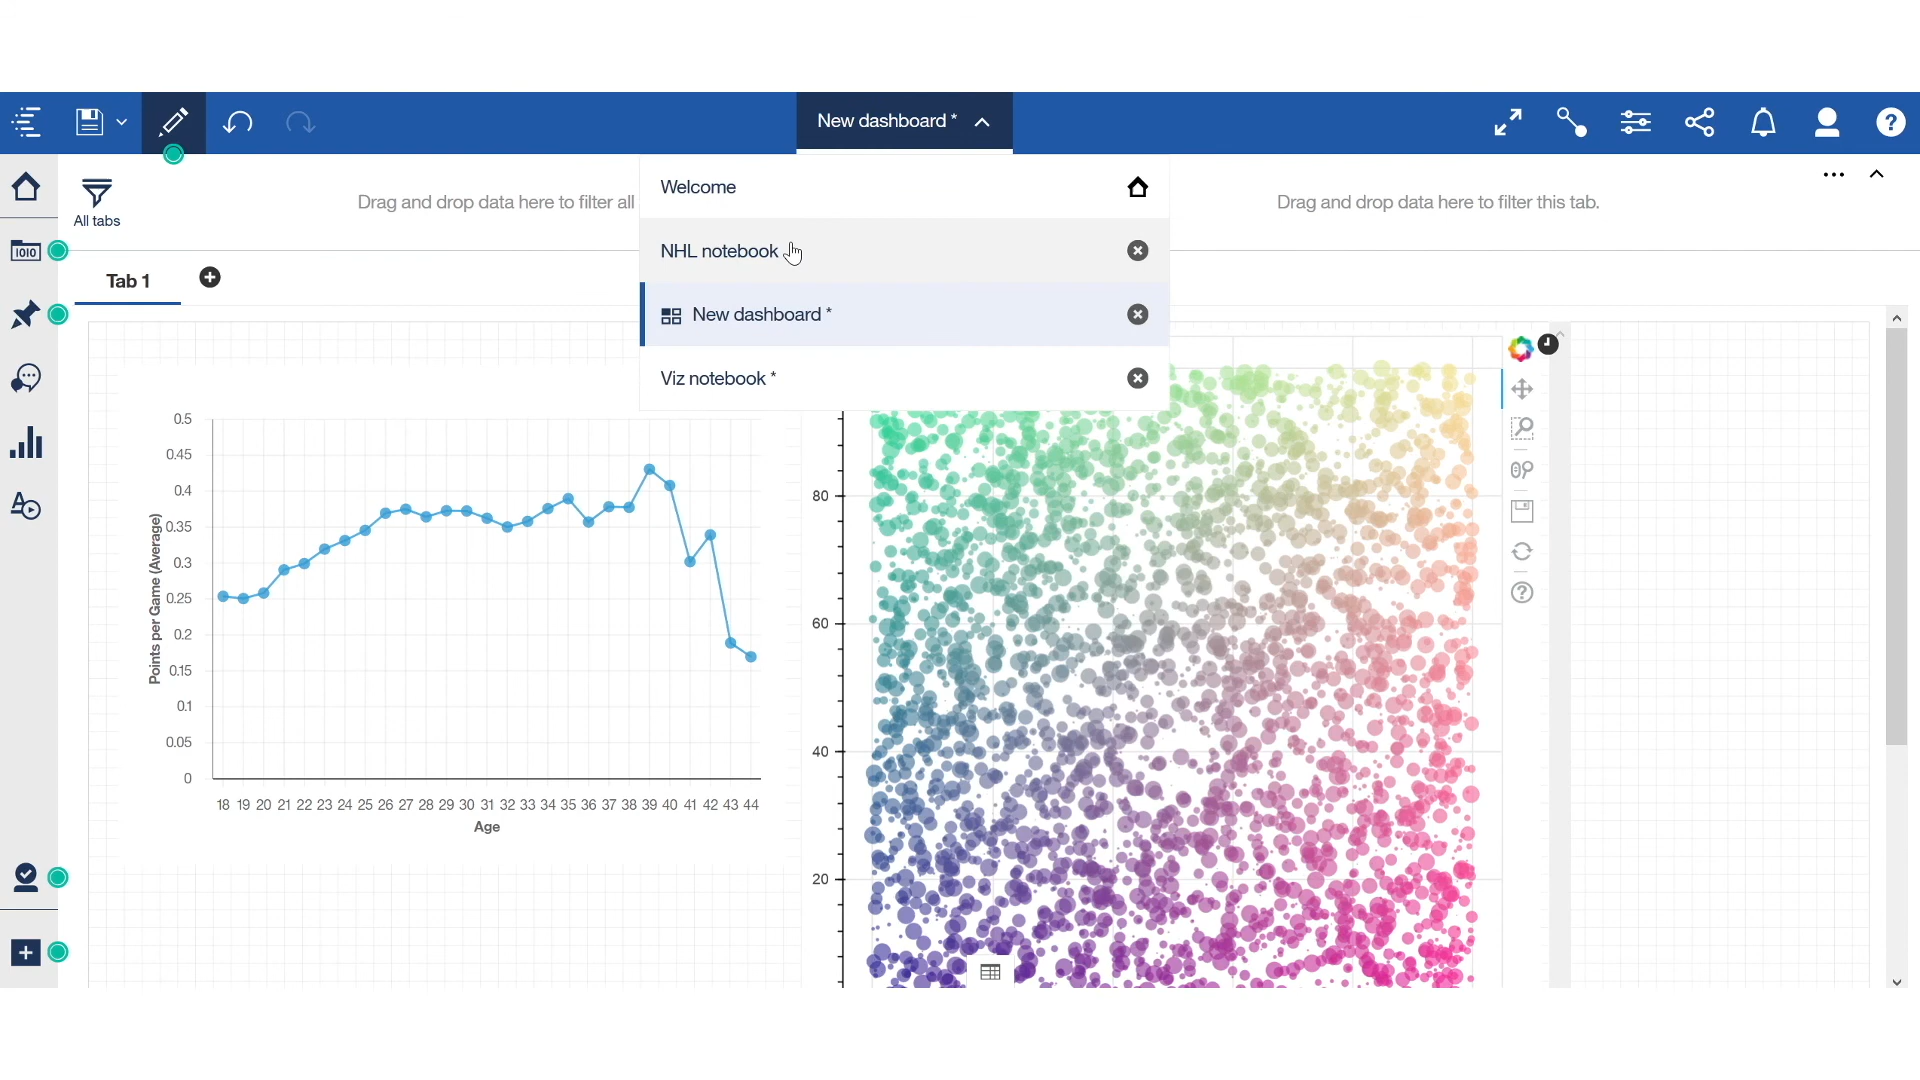 New dashboard *
?
Welcome
All tabs
Drag and drop data here to filter all
Drag and drop data here to filter this tab.
NHL notebook
1010
Tab 1
New dashboard *
Viz notebook *
0.5
0.45
0.4
0.35
0.3
0.25
0.2
0.15
0.1
0.05
0
Points per Game (Average)
18 19 20 21 22 23 24 25 26 27 28 29 30 31 32 33 34 35 36 37 38 39 40 41 42 43 44
Age
80
60
40
20
?
A